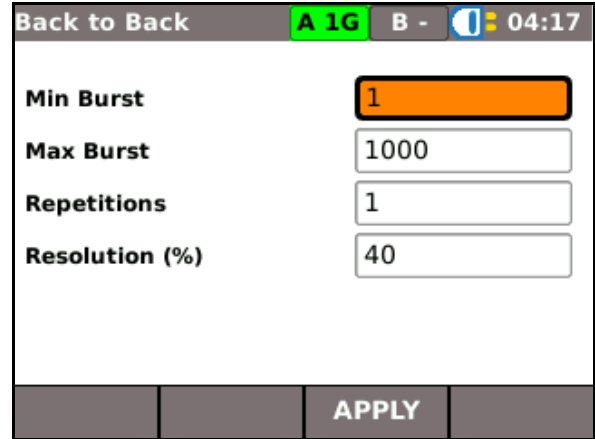 Back to Back A 1G B - 04:17
Min Burst 1
Max Burst 1000
Repetitions 1
Resolution (%) 40
APPLY